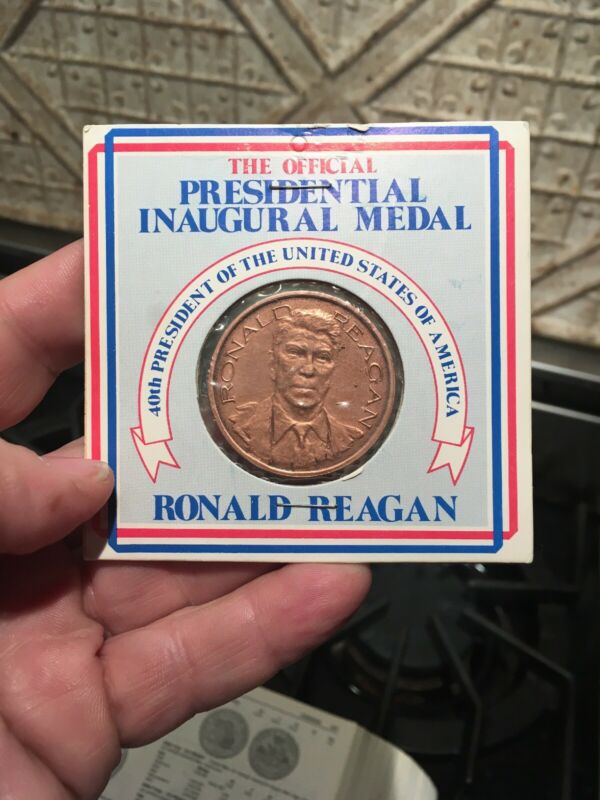 THE OFFICIAL
PRESIDENTIAL
INAUGURAL MEDAL
40th PRESIDENT OF THE UNITED STATES OF AMERICA
RONALD REAGAN
RONALD REAGAN